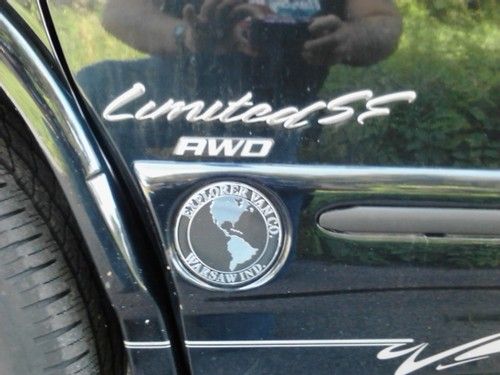 Limited SE
AWD
EXPLORER VAN CO.
WARSAW IND.